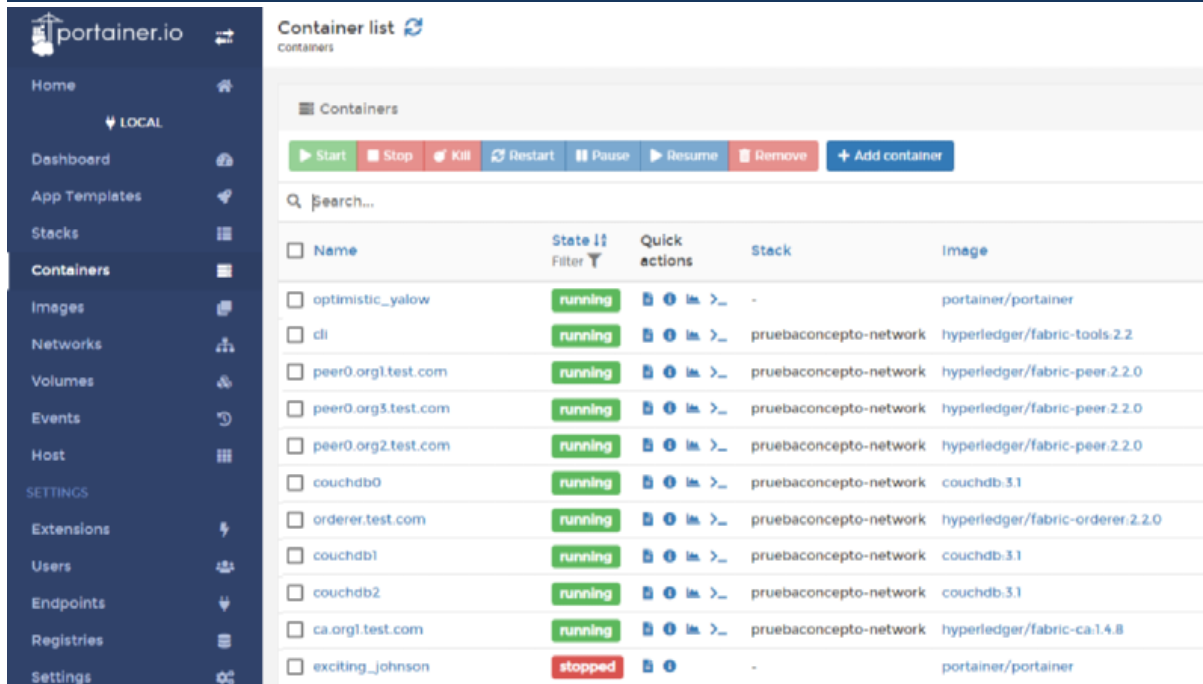 portainer.io
Home
LOCAL
Dashboard
App Templates
Stacks
Containers
Images
Networks
Volumes
Events
Host
SETTINGS
Extensions
Users
Endpoints
Registries
Settings
Container list
Containers
Containers
Start Stop Kill Restart Pause Resume Remove + Add container
Search...
Name State Filter Quick actions Stack Image
optimistic_yalow running >_ - portainer/portainer
cli running >_ pruebaconcepto-network hyperledger/fabric-tools:2.2
peer0.org1.test.com running >_ pruebaconcepto-network hyperledger/fabric-peer:2.2.0
peer0.org3.test.com running >_ pruebaconcepto-network hyperledger/fabric-peer:2.2.0
peer0.org2.test.com running >_ pruebaconcepto-network hyperledger/fabric-peer:2.2.0
couchdb0 running >_ pruebaconcepto-network couchdb:3.1
orderer.test.com running >_ pruebaconcepto-network hyperledger/fabric-orderer:2.2.0
couchdb1 running >_ pruebaconcepto-network couchdb:3.1
couchdb2 running >_ pruebaconcepto-network couchdb:3.1
ca.org1.test.com running >_ pruebaconcepto-network hyperledger/fabric-ca:1.4.8
exciting_johnson stopped - portainer/portainer